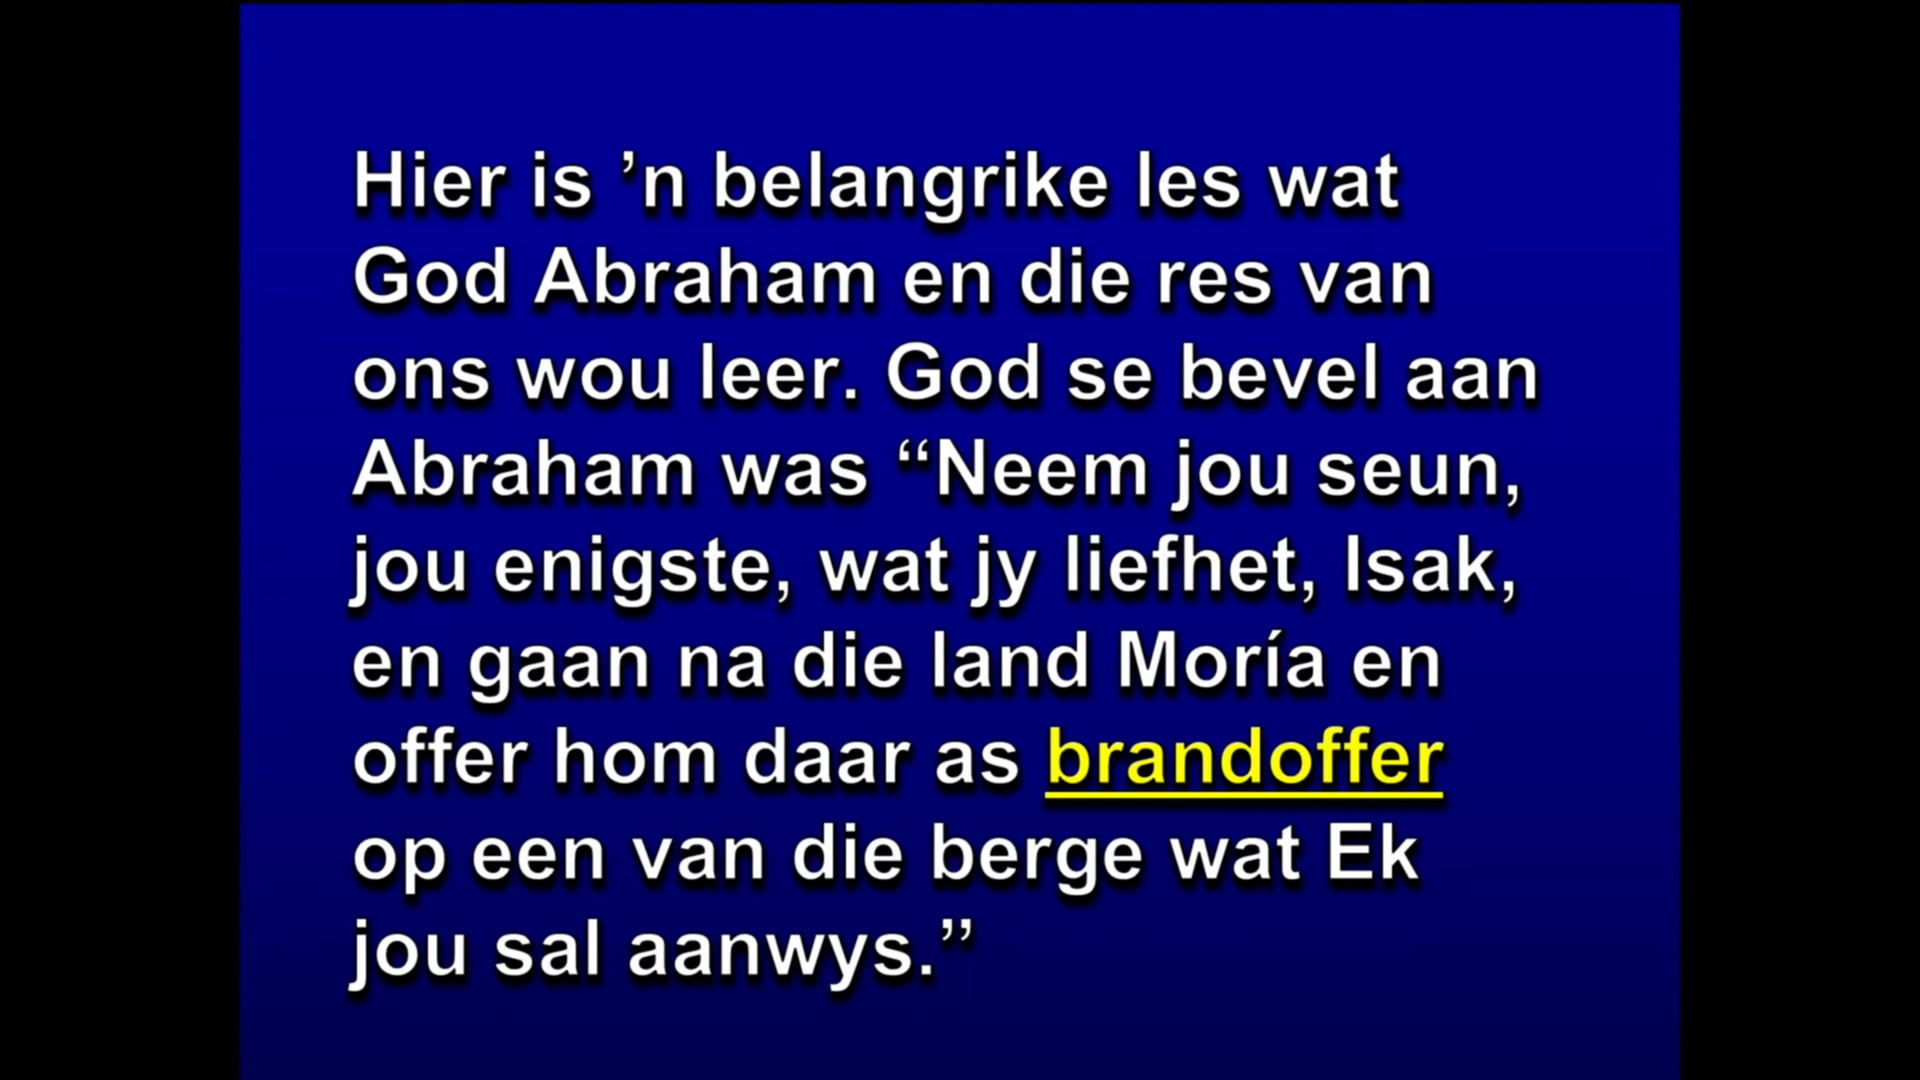 Hier is ’n belangrike les wat
God Abraham en die res van
ons wou leer. God se bevel aan
Abraham was “Neem jou seun,
jou enigste, wat jy liefhet, Isak,
en gaan na die land Moría en
offer hom daar as brandoffer
op een van die berge wat Ek
jou sal aanwys.”